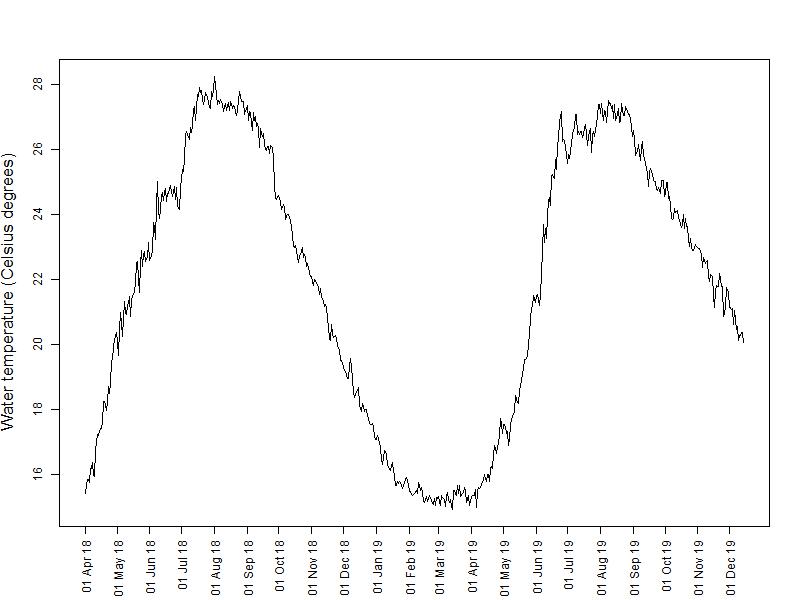 Water temperature (Celsius degrees)
28
26
24
22
20
18
16
01 Apr 18
01 May 18
01 Jun 18
01 Jul 18
01 Aug 18
01 Sep 18
01 Oct 18
01 Nov 18
01 Dec 18
01 Jan 19
01 Feb 19
01 Mar 19
01 Apr 19
01 May 19
01 Jun 19
01 Jul 19
01 Aug 19
01 Sep 19
01 Oct 19
01 Nov 19
01 Dec 19